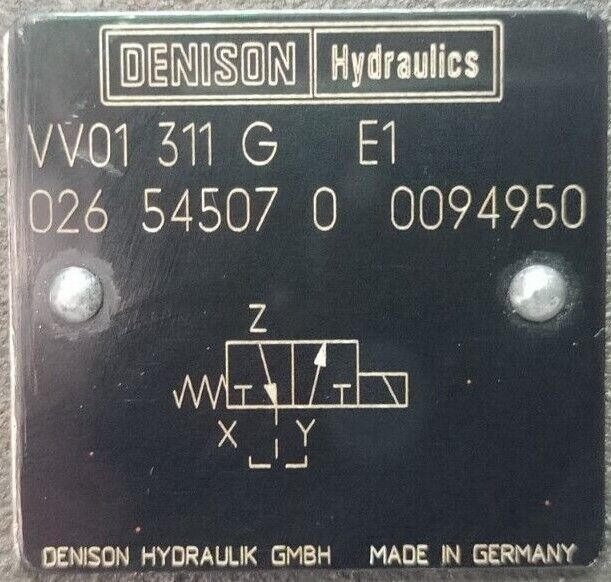 DENISON Hydraulics
VV01 311 G E1
026 54507 0 0094950
Z
X Y
DENISON HYDRAULIK GMBH MADE IN GERMANY